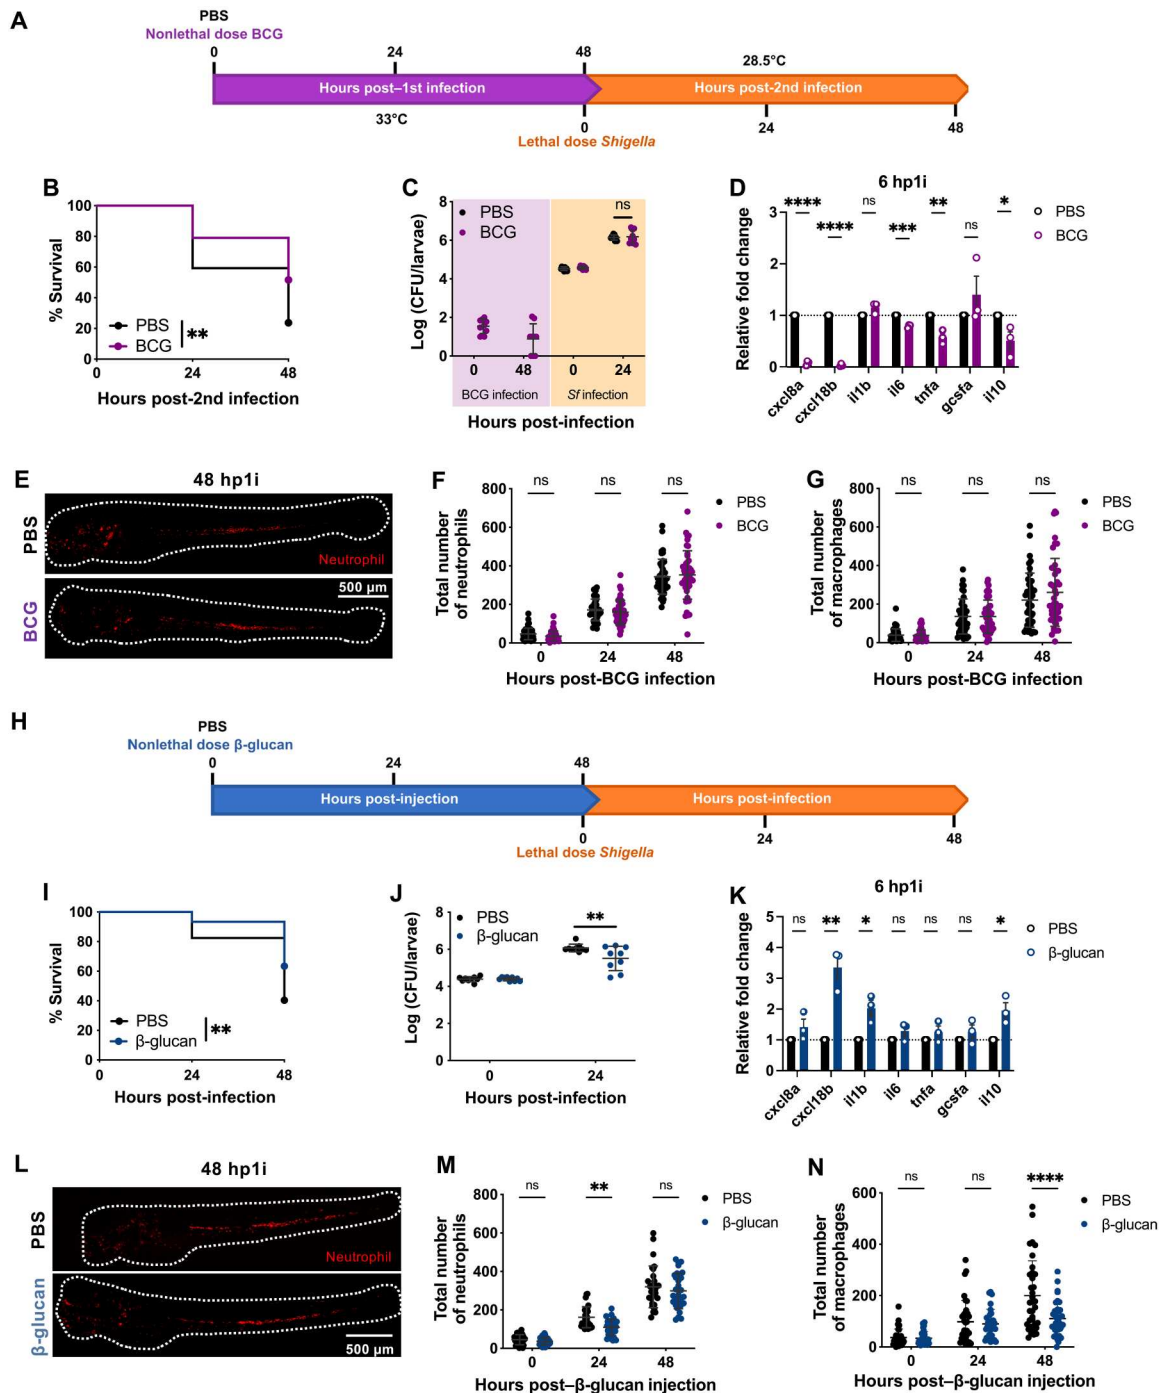 A
PBS
Nonlethal dose BCG
0
24
48
28.5°C
Hours post–1st infection
Hours post-2nd infection
33°C
0
24
48
Lethal dose Shigella
B
% Survival
100
80
60
40
20
0
PBS
BCG
**
0
24
48
Hours post-2nd infection
C
Log (CFU/larvae)
8
6
4
2
0
PBS
BCG
ns
0
48
0
24
BCG infection
Sf infection
Hours post-infection
D
6 hp1i
Relative fold change
3
2
1
0
****
****
ns
***
**
ns
*
PBS
BCG
cxcl8a
cxcl18b
il1b
il6
tnfa
gcsfa
il10
E
48 hp1i
PBS
Neutrophil
BCG
500 µm
F
Total number
of neutrophils
800
600
400
200
0
ns
ns
ns
PBS
BCG
0
24
48
Hours post-BCG infection
G
Total number
of macrophages
800
600
400
200
0
ns
ns
ns
PBS
BCG
0
24
48
Hours post-BCG infection
H
PBS
Nonlethal dose β-glucan
0
24
48
Hours post-injection
Hours post-infection
0
24
48
Lethal dose Shigella
I
% Survival
100
80
60
40
20
0
PBS
β-glucan
**
0
24
48
Hours post-infection
J
Log (CFU/larvae)
8
6
4
2
0
PBS
β-glucan
**
0
24
Hours post-infection
K
6 hp1i
Relative fold change
5
4
3
2
1
0
ns
**
*
ns
ns
ns
*
PBS
β-glucan
cxcl8a
cxcl18b
il1b
il6
tnfa
gcsfa
il10
L
48 hp1i
PBS
Neutrophil
β-glucan
500 µm
M
Total number
of neutrophils
800
600
400
200
0
ns
**
ns
PBS
β-glucan
0
24
48
Hours post–β-glucan injection
N
Total number
of macrophages
600
400
200
0
ns
ns
****
PBS
β-glucan
0
24
48
Hours post–β-glucan injection